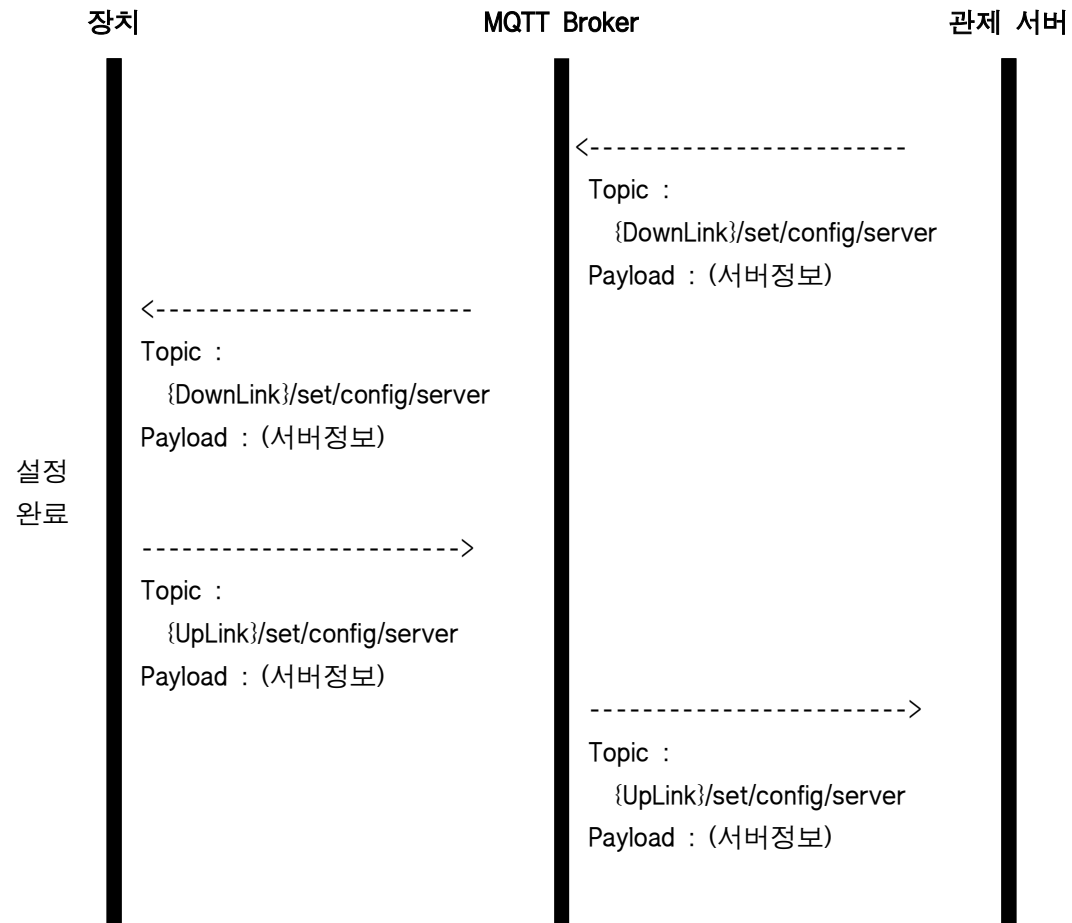 장치 MQTT Broker 관제 서버
<------------------------
Topic :
{DownLink}/set/config/server
Payload : (서버정보)
<------------------------
Topic :
{DownLink}/set/config/server
Payload : (서버정보)
설정
완료
------------------------>
Topic :
{UpLink}/set/config/server
Payload : (서버정보)
------------------------>
Topic :
{UpLink}/set/config/server
Payload : (서버정보)